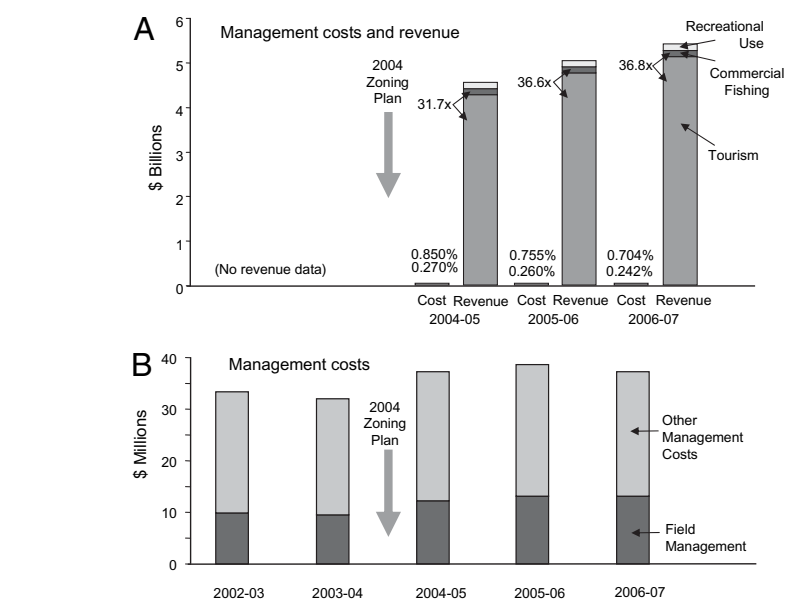 A
Management costs and revenue
$ Billions
6
5
4
3
2
1
0
2004
Zoning
Plan
(No revenue data)
31.7x
36.6x
36.8x
Recreational
Use
Commercial
Fishing
Tourism
0.850%
0.270%
0.755%
0.260%
0.704%
0.242%
Cost Revenue Cost Revenue Cost Revenue
2004-05 2005-06 2006-07
B
Management costs
$ Millions
40
30
20
10
0
2004
Zoning
Plan
Other
Management
Costs
Field
Management
2002-03 2003-04 2004-05 2005-06 2006-07